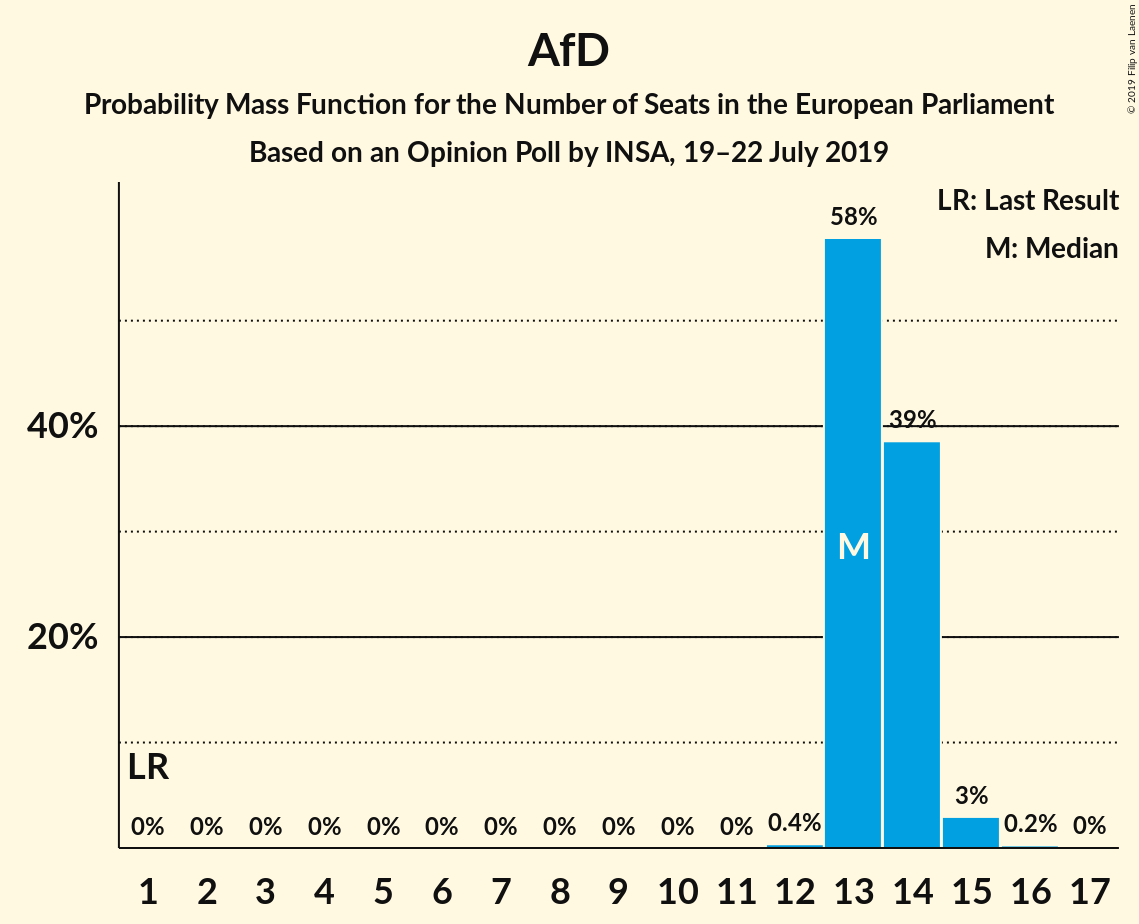 AfD
Probability Mass Function for the Number of Seats in the European Parliament
Based on an Opinion Poll by INSA, 19–22 July 2019
© 2019 Filip van Laenen
LR: Last Result
M: Median
58%
39%
40%
M
20%
LR
3%
0% 0% 0% 0% 0% 0% 0% 0% 0% 0% 0% 0.4% 0.2% 0%
1 2 3 4 5 6 7 8 9 10 11 12 13 14 15 16 17